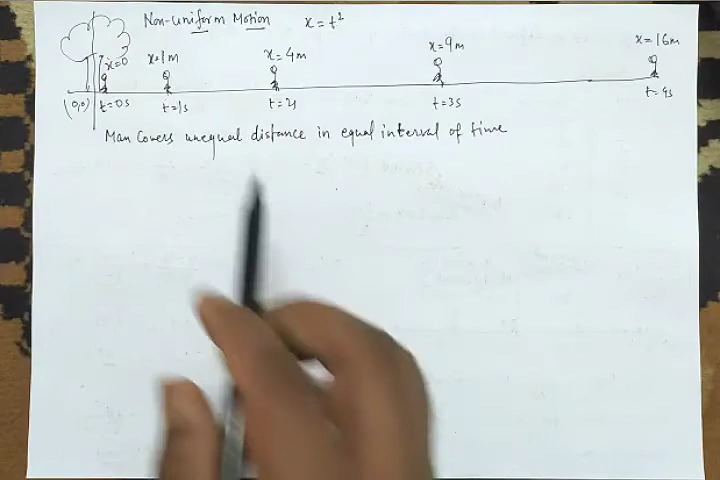 Non-Uniform Motion x = t²
x=0 x=1m x=4m x=9m x=16m
(0,0) t=0s t=1s t=2s t=3s t=4s
Man Covers unequal distance in equal interval of time